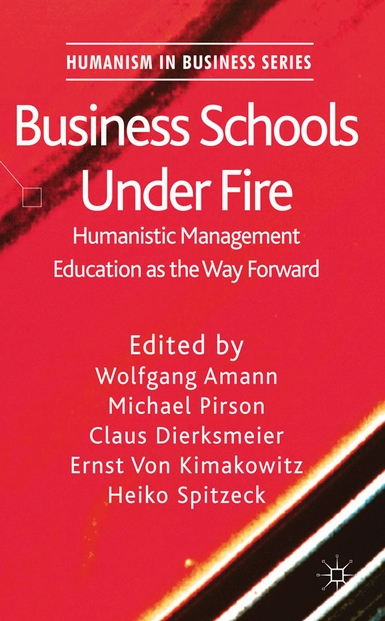 HUMANISM IN BUSINESS SERIES
Business Schools
Under Fire
Humanistic Management
Education as the Way Forward
Edited by
Wolfgang Amann
Michael Pirson
Claus Dierksmeier
Ernst Von Kimakowitz
Heiko Spitzeck